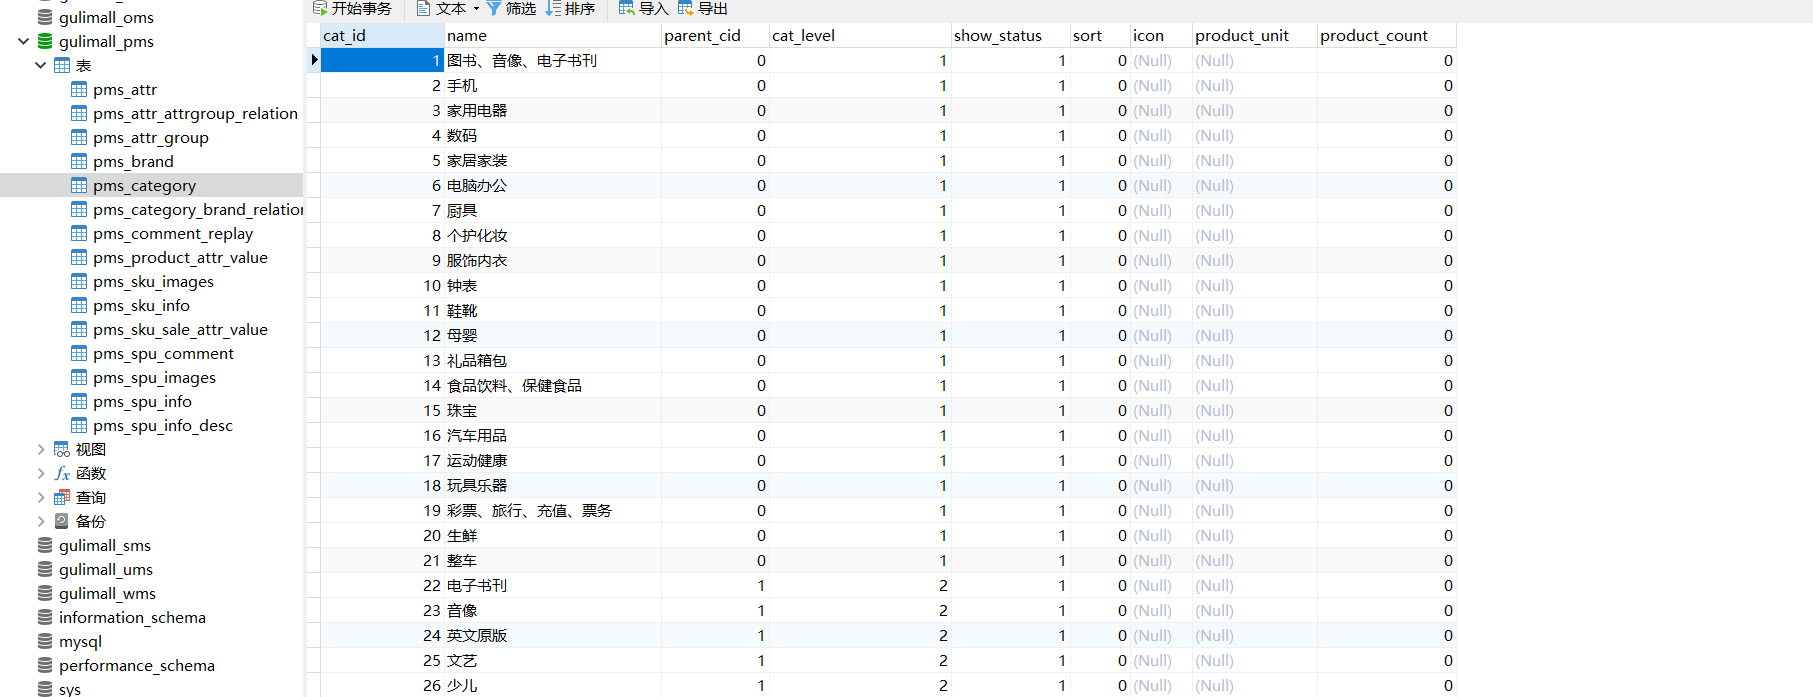 gulimall_oms
gulimall_pms
表
pms_attr
pms_attr_attrgroup_relation
pms_attr_group
pms_brand
pms_category
pms_category_brand_relation
pms_comment_replay
pms_product_attr_value
pms_sku_images
pms_sku_info
pms_sku_sale_attr_value
pms_spu_comment
pms_spu_images
pms_spu_info
pms_spu_info_desc
视图
fx 函数
查询
备份
gulimall_sms
gulimall_ums
gulimall_wms
information_schema
mysql
performance_schema
sys
开始事务 文本 筛选 排序 导入 导出
cat_id name parent_cid cat_level show_status sort icon product_unit product_count
1 图书、音像、电子书刊 0 1 1 0 (Null) (Null) 0
2 手机 0 1 1 0 (Null) (Null) 0
3 家用电器 0 1 1 0 (Null) (Null) 0
4 数码 0 1 1 0 (Null) (Null) 0
5 家居家装 0 1 1 0 (Null) (Null) 0
6 电脑办公 0 1 1 0 (Null) (Null) 0
7 厨具 0 1 1 0 (Null) (Null) 0
8 个护化妆 0 1 1 0 (Null) (Null) 0
9 服饰内衣 0 1 1 0 (Null) (Null) 0
10 钟表 0 1 1 0 (Null) (Null) 0
11 鞋靴 0 1 1 0 (Null) (Null) 0
12 母婴 0 1 1 0 (Null) (Null) 0
13 礼品箱包 0 1 1 0 (Null) (Null) 0
14 食品饮料、保健食品 0 1 1 0 (Null) (Null) 0
15 珠宝 0 1 1 0 (Null) (Null) 0
16 汽车用品 0 1 1 0 (Null) (Null) 0
17 运动健康 0 1 1 0 (Null) (Null) 0
18 玩具乐器 0 1 1 0 (Null) (Null) 0
19 彩票、旅行、充值、票务 0 1 1 0 (Null) (Null) 0
20 生鲜 0 1 1 0 (Null) (Null) 0
21 整车 0 1 1 0 (Null) (Null) 0
22 电子书刊 1 2 1 0 (Null) (Null) 0
23 音像 1 2 1 0 (Null) (Null) 0
24 英文原版 1 2 1 0 (Null) (Null) 0
25 文艺 1 2 1 0 (Null) (Null) 0
26 少儿 1 2 1 0 (Null) (Null) 0